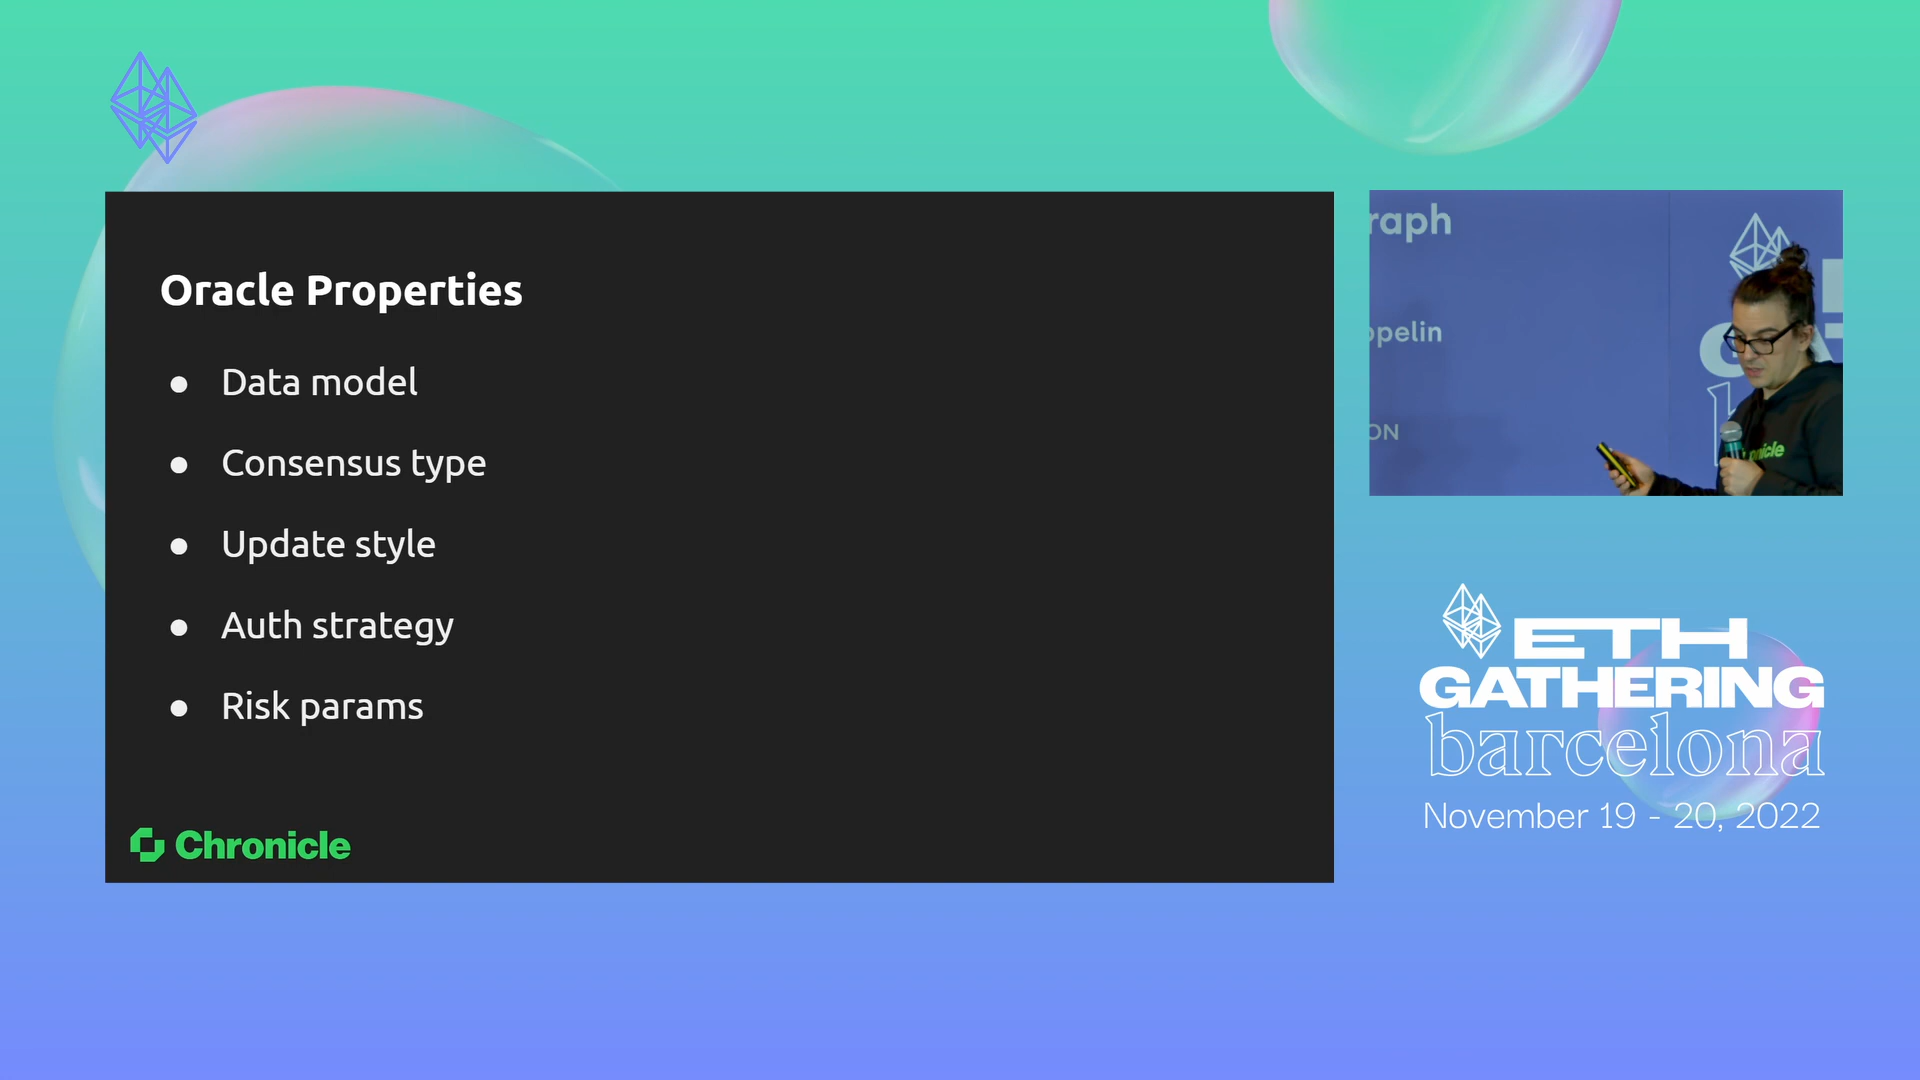 Oracle Properties
● Data model
● Consensus type
● Update style
● Auth strategy
● Risk params
Chronicle
raph
ppelin
ON
ETH
GATHERING
barcelona
November 19 - 20, 2022